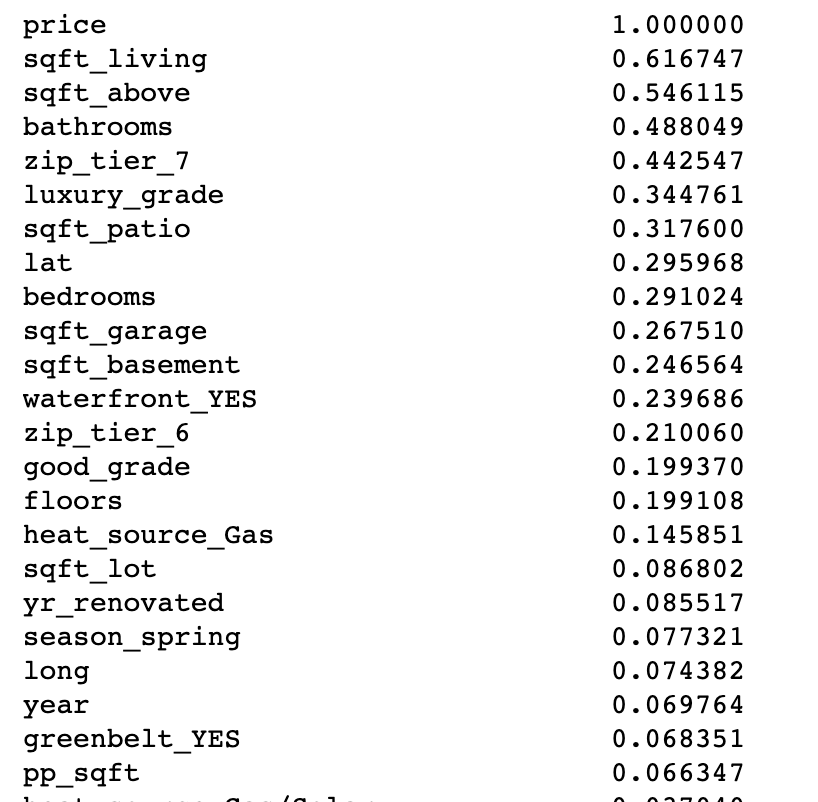 price 1.000000
sqft_living 0.616747
sqft_above 0.546115
bathrooms 0.488049
zip_tier_7 0.442547
luxury_grade 0.344761
sqft_patio 0.317600
lat 0.295968
bedrooms 0.291024
sqft_garage 0.267510
sqft_basement 0.246564
waterfront_YES 0.239686
zip_tier_6 0.210060
good_grade 0.199370
floors 0.199108
heat_source_Gas 0.145851
sqft_lot 0.086802
yr_renovated 0.085517
season_spring 0.077321
long 0.074382
year 0.069764
greenbelt_YES 0.068351
pp_sqft 0.066347